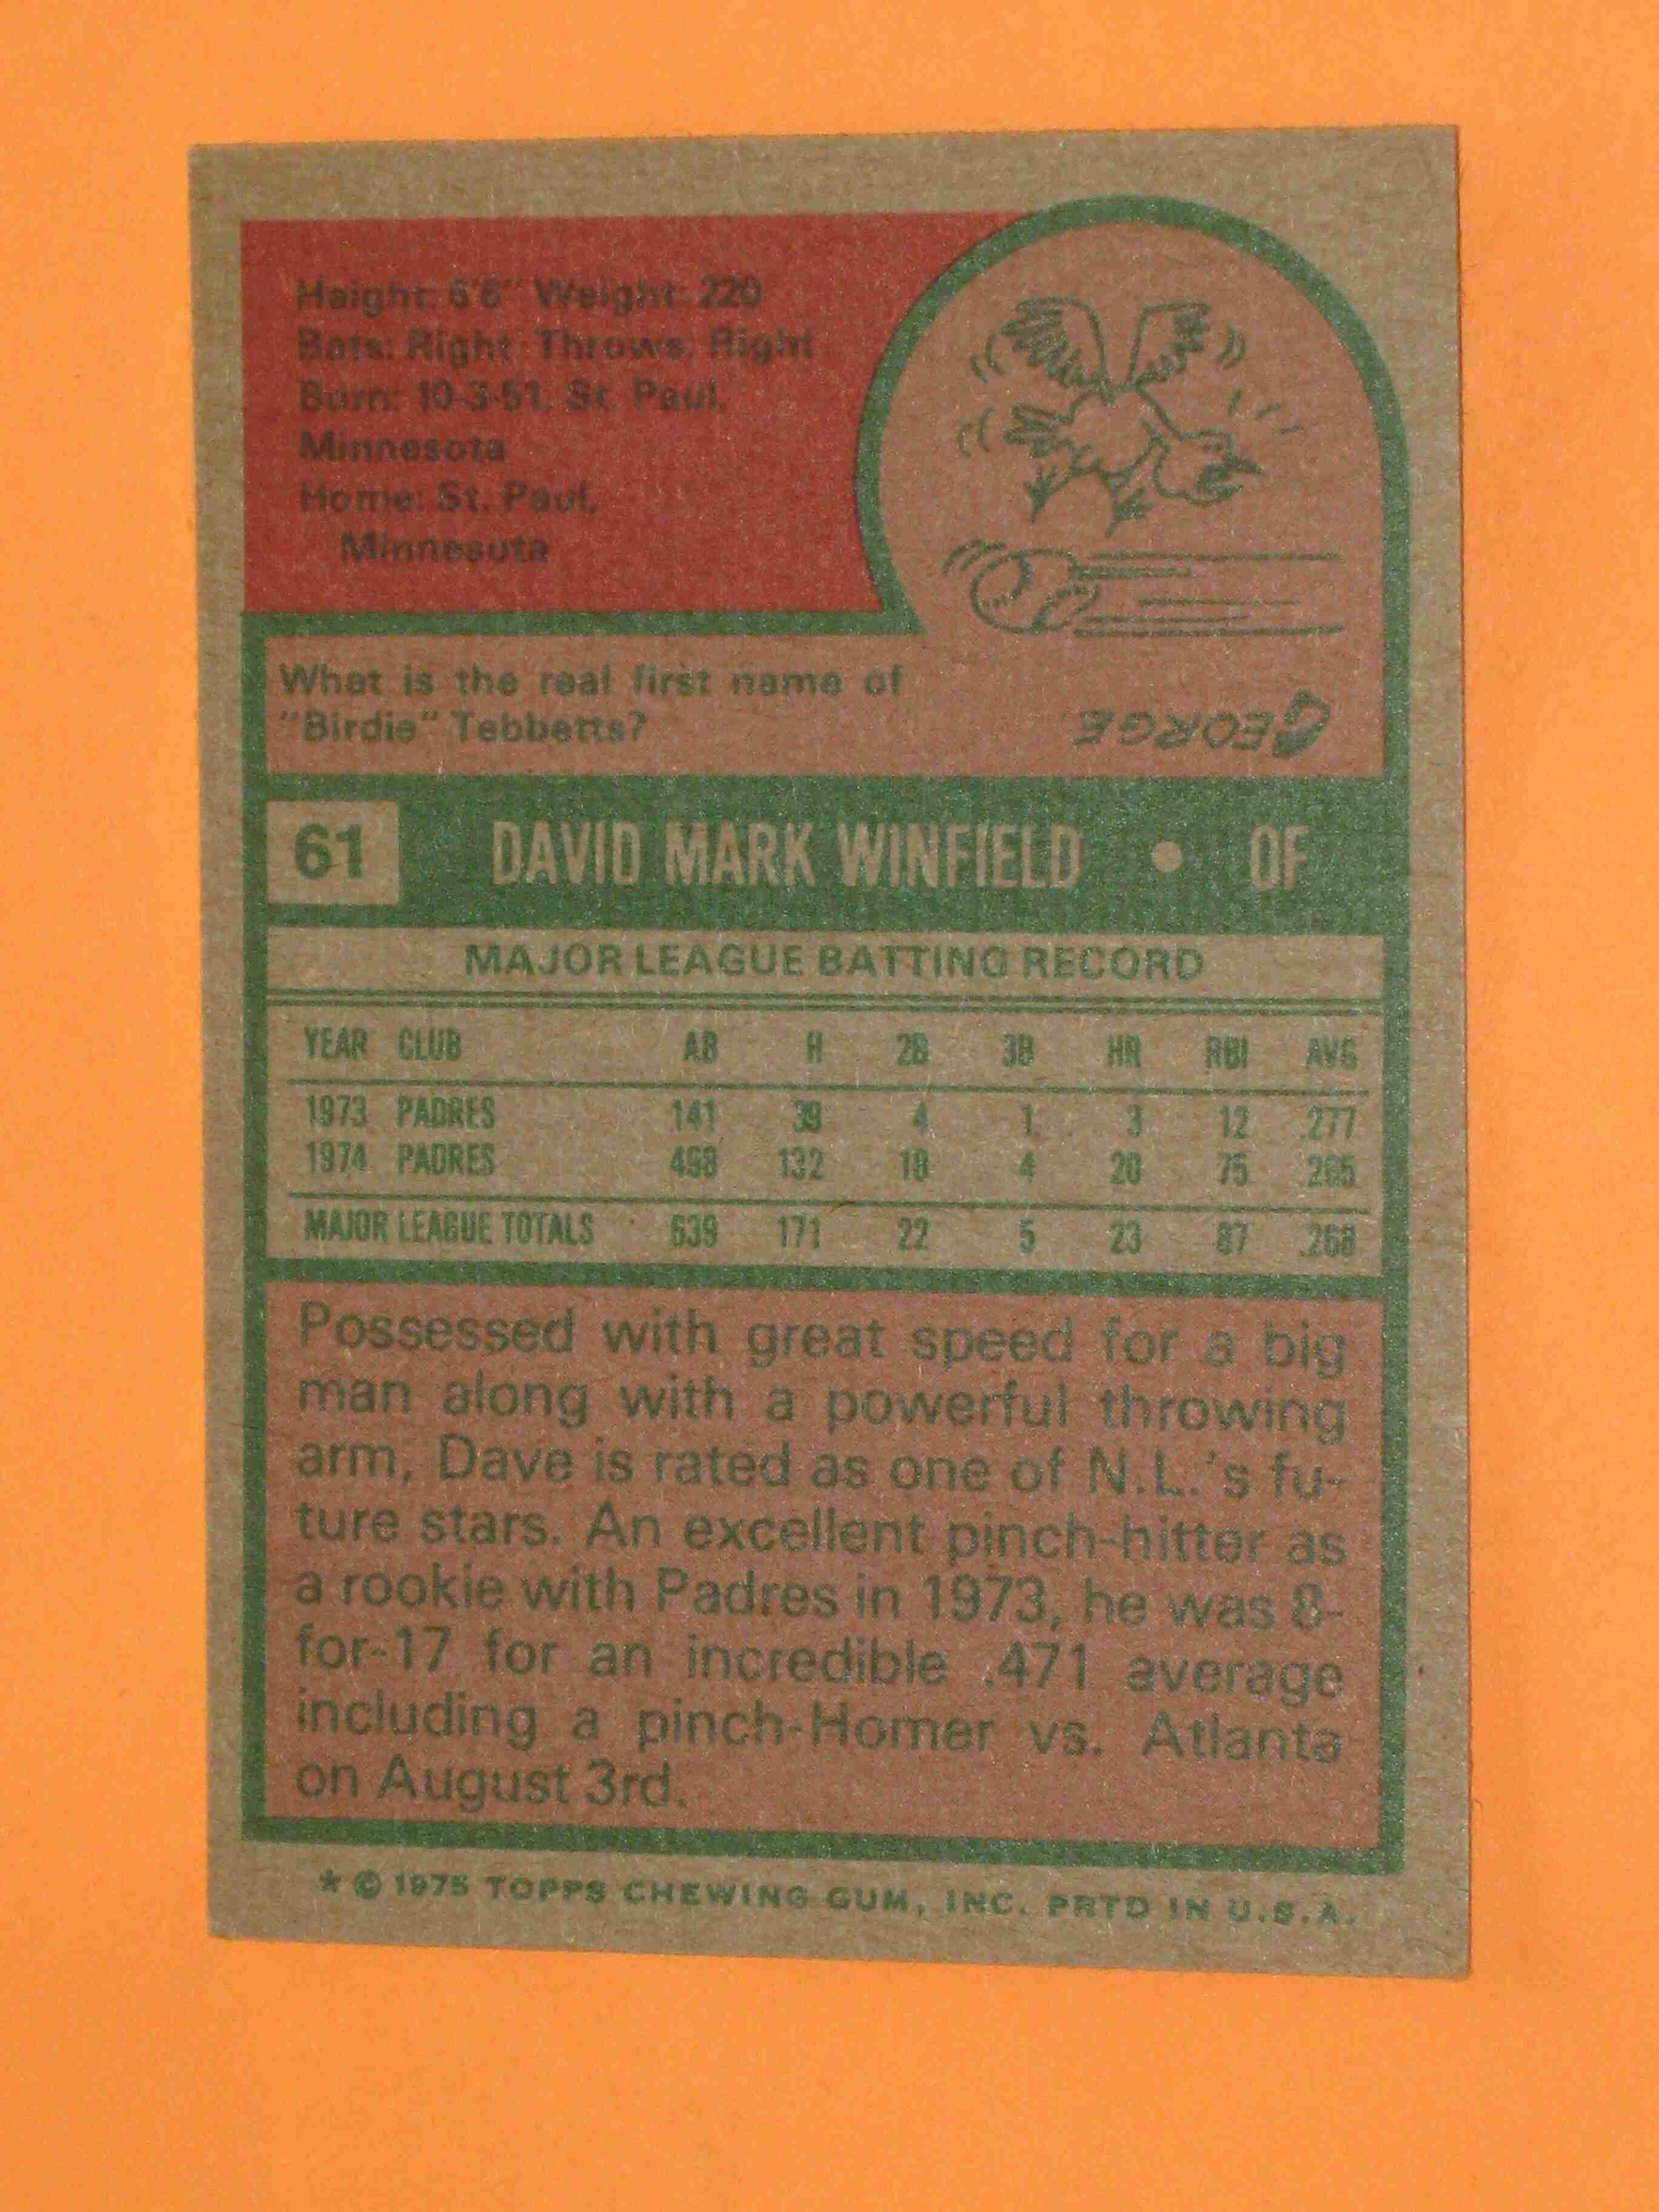 Height: 6'6" Weight: 220
Bats: Right Throws: Right
Born: 10-3-51, St. Paul,
Minnesota
Home: St. Paul,
Minnesota
What is the real first name of
"Birdie" Tebbetts?
GEORGE
61 DAVID MARK WINFIELD • OF
MAJOR LEAGUE BATTING RECORD
YEAR CLUB AB H 2B 3B HR RBI AVG
1973 PADRES 141 39 4 1 3 12 .277
1974 PADRES 498 132 18 4 20 75 .265
MAJOR LEAGUE TOTALS 639 171 22 5 23 87 .268
Possessed with great speed for a big
man along with a powerful throwing
arm, Dave is rated as one of N.L.'s fu-
ture stars. An excellent pinch-hitter as
a rookie with Padres in 1973, he was 8-
for-17 for an incredible .471 average
including a pinch-Homer vs. Atlanta
on August 3rd.
* © 1975 TOPPS CHEWING GUM, INC. PRTD IN U.S.A.